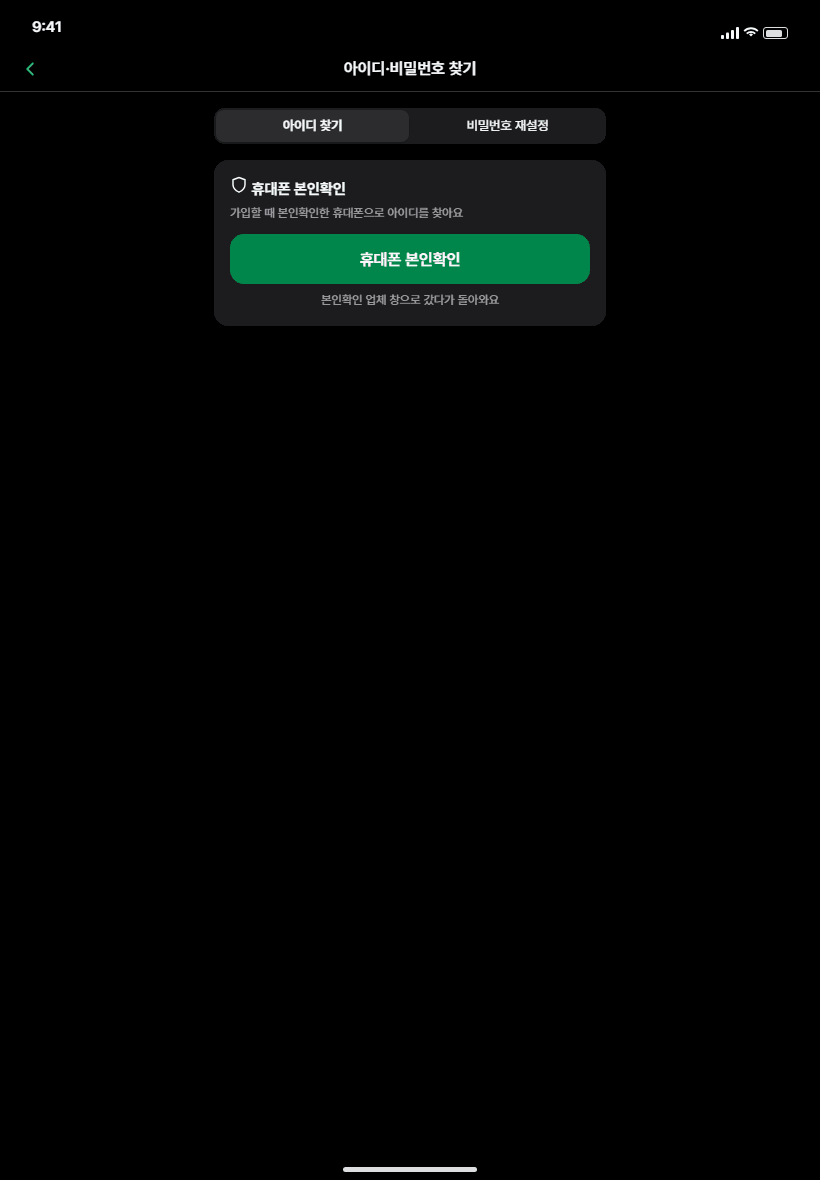 9:41
아이디·비밀번호 찾기
아이디 찾기
비밀번호 재설정
휴대폰 본인확인
가입할 때 본인확인한 휴대폰으로 아이디를 찾아요
휴대폰 본인확인
본인확인 업체 창으로 갔다가 돌아와요